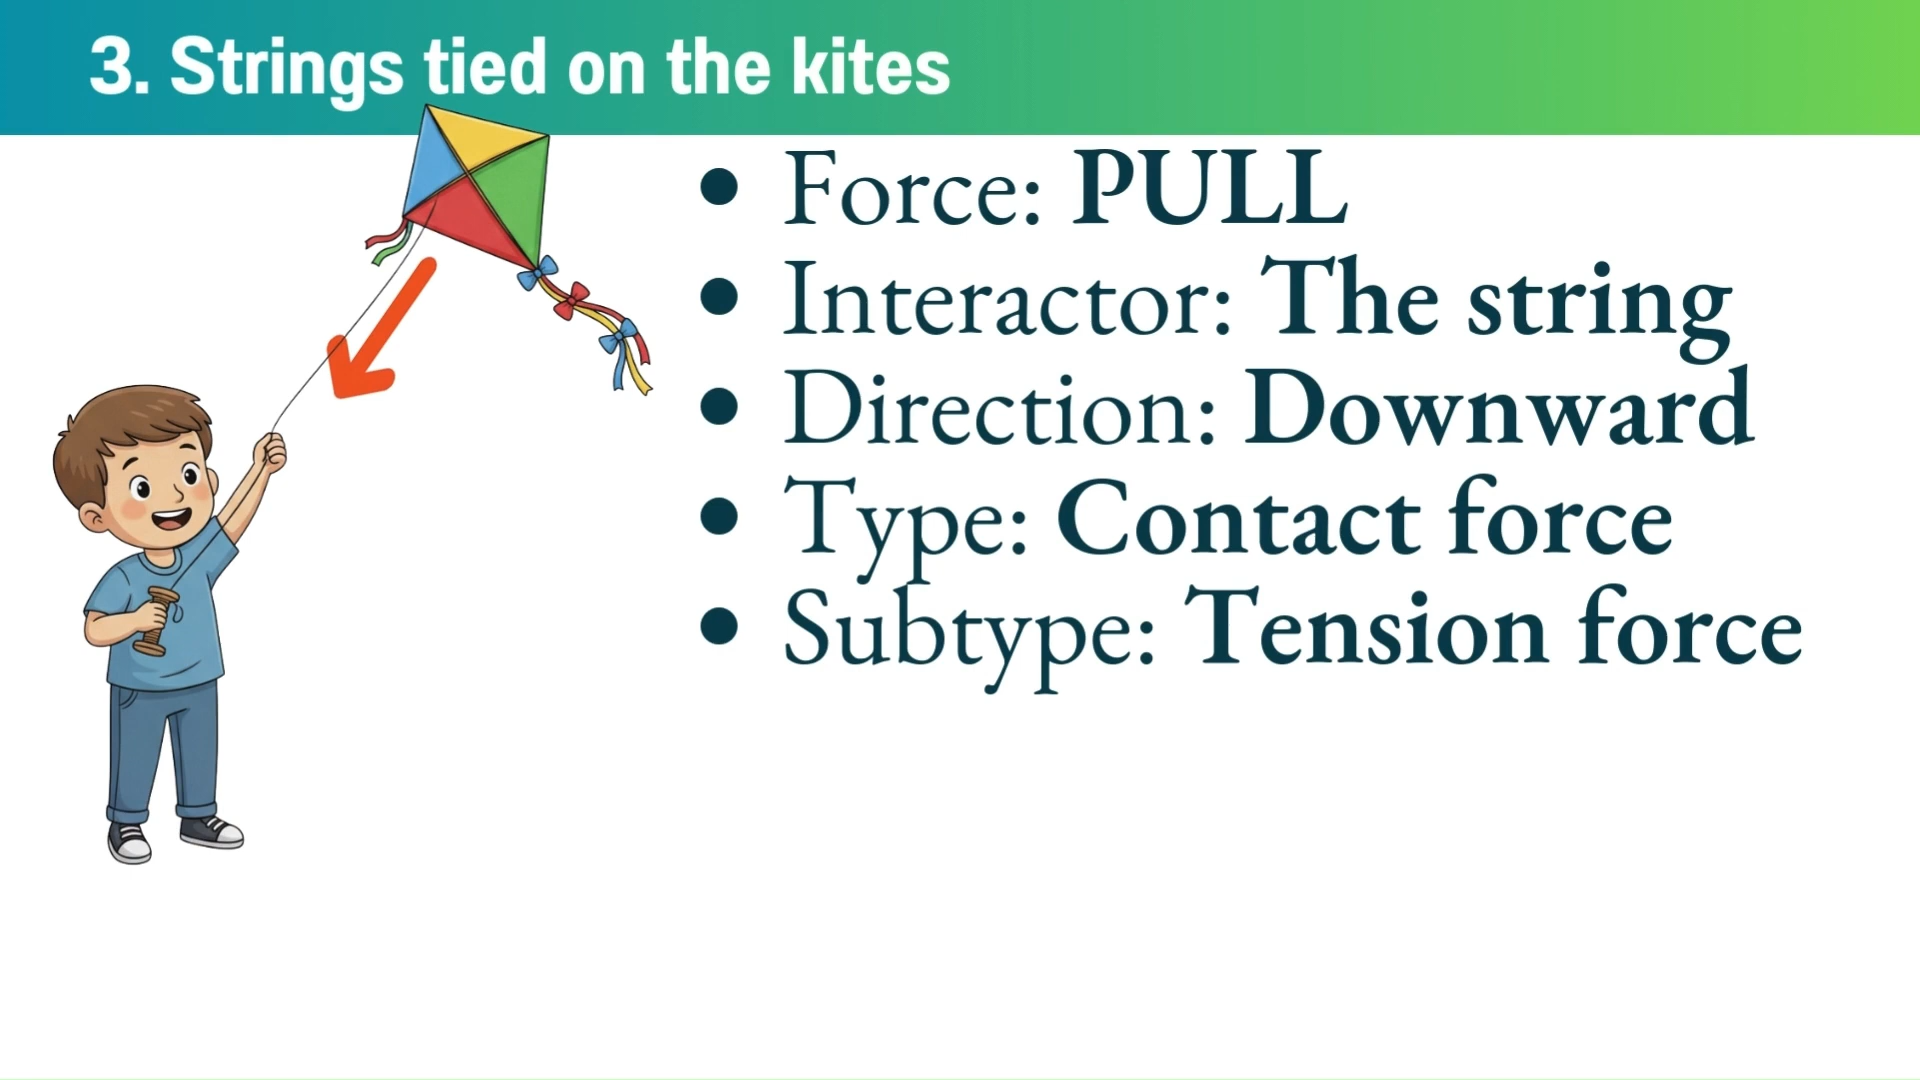 3. Strings tied on the kites
• Force: PULL
• Interactor: The string
• Direction: Downward
• Type: Contact force
• Subtype: Tension force